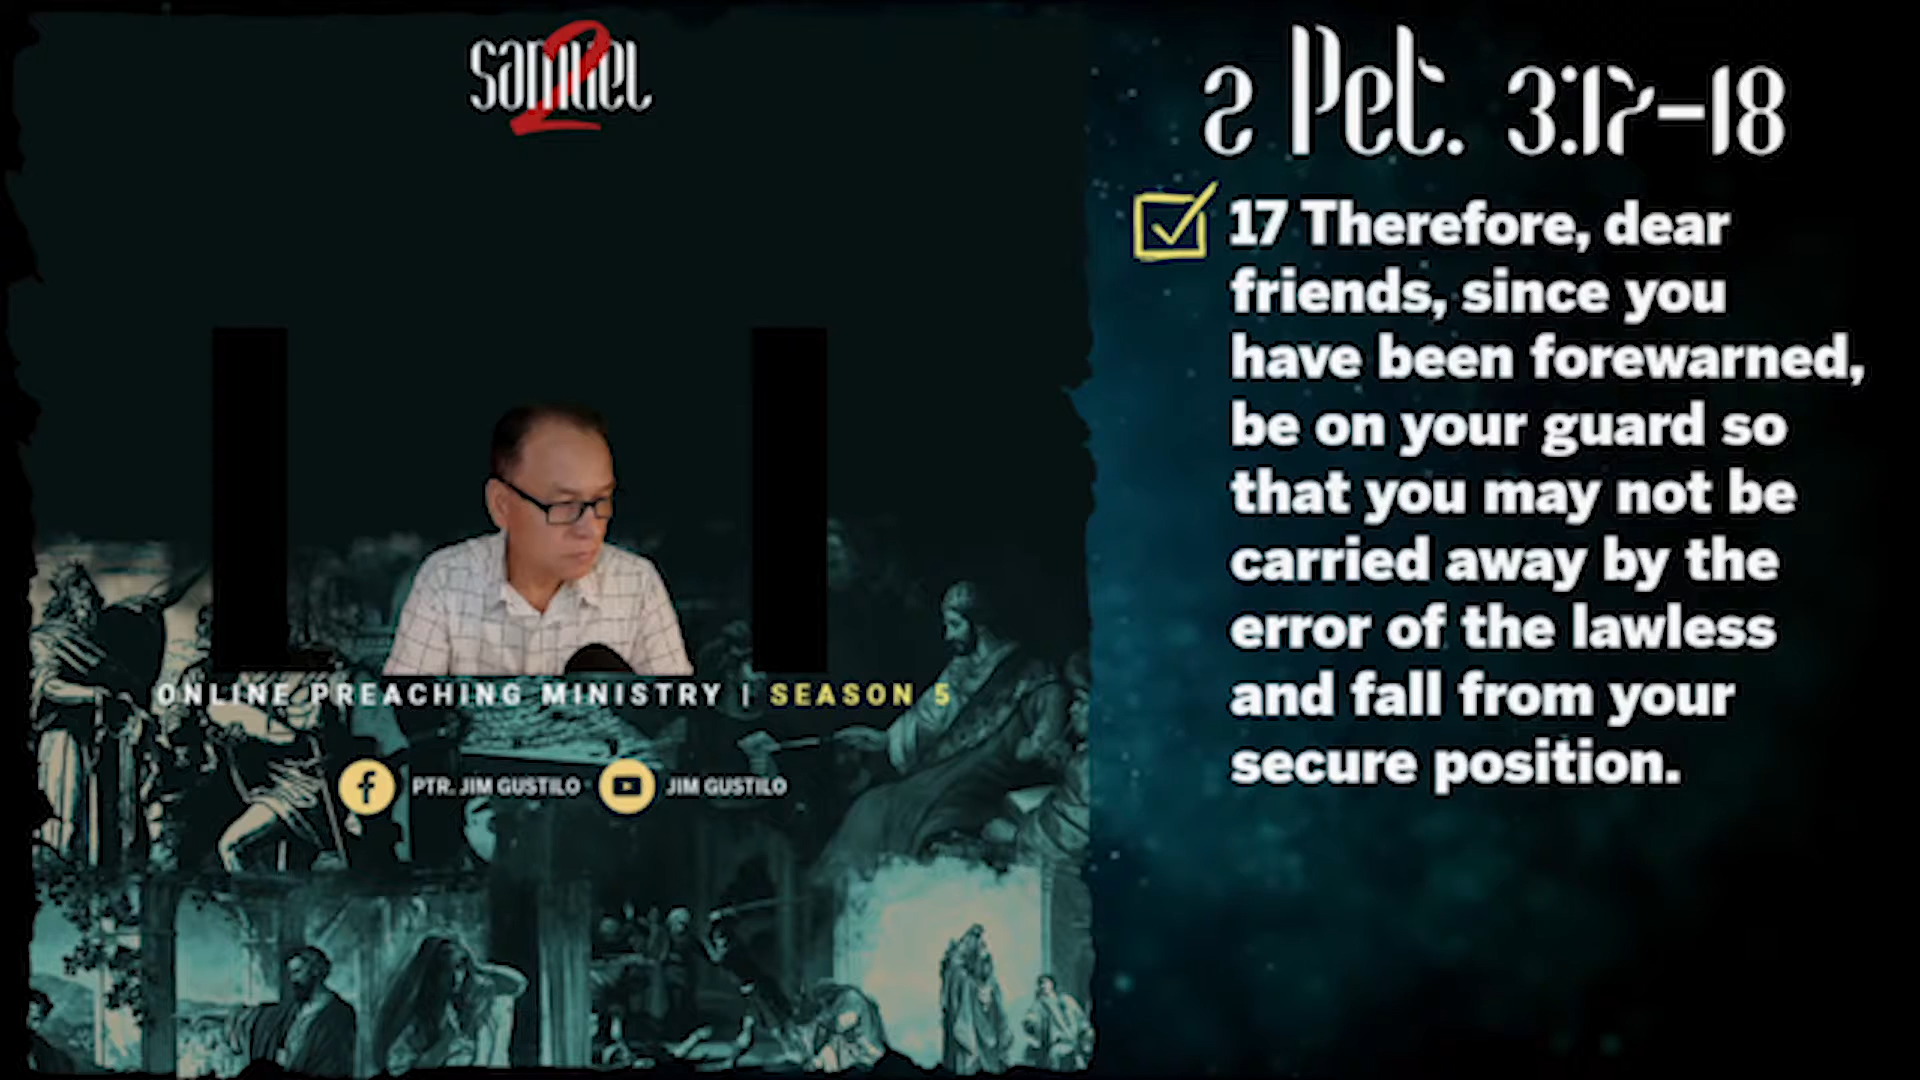 2 Samuel
ONLINE PREACHING MINISTRY | SEASON 5
PTR. JIM GUSTILO
JIM GUSTILO
2 Pet. 3:17-18
17 Therefore, dear
friends, since you
have been forewarned,
be on your guard so
that you may not be
carried away by the
error of the lawless
and fall from your
secure position.